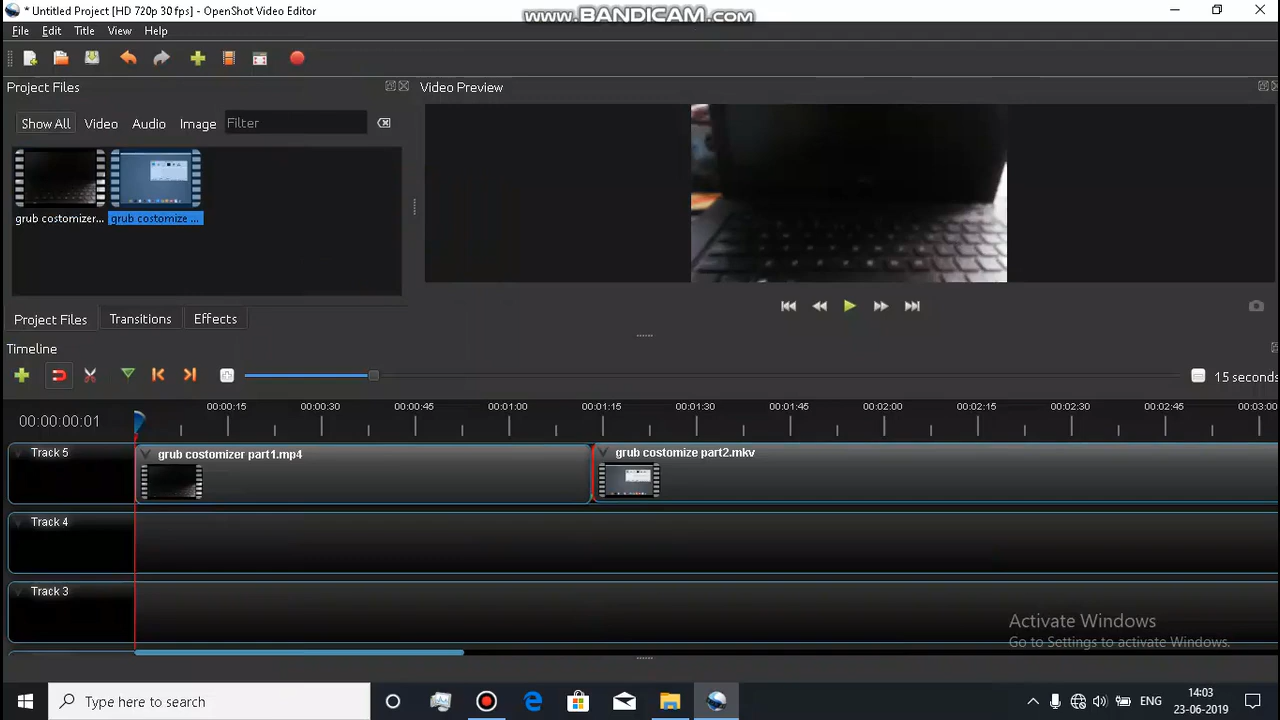 * Untitled Project [HD 720p 30 fps] - OpenShot Video Editor
www.BANDICAM.com
File Edit Title View Help
Project Files
Video Preview
Show All Video Audio Image Filter
grub costomizer... grub costomize ...
Project Files Transitions Effects
Timeline
15 seconds
00:00:00:01
00:00:15 00:00:30 00:00:45 00:01:00 00:01:15 00:01:30 00:01:45 00:02:00 00:02:15 00:02:30 00:02:45 00:03:00
Track 5
grub costomizer part1.mp4
grub costomize part2.mkv
Track 4
Track 3
Activate Windows
Go to Settings to activate Windows.
Type here to search
ENG
14:03
23-06-2019